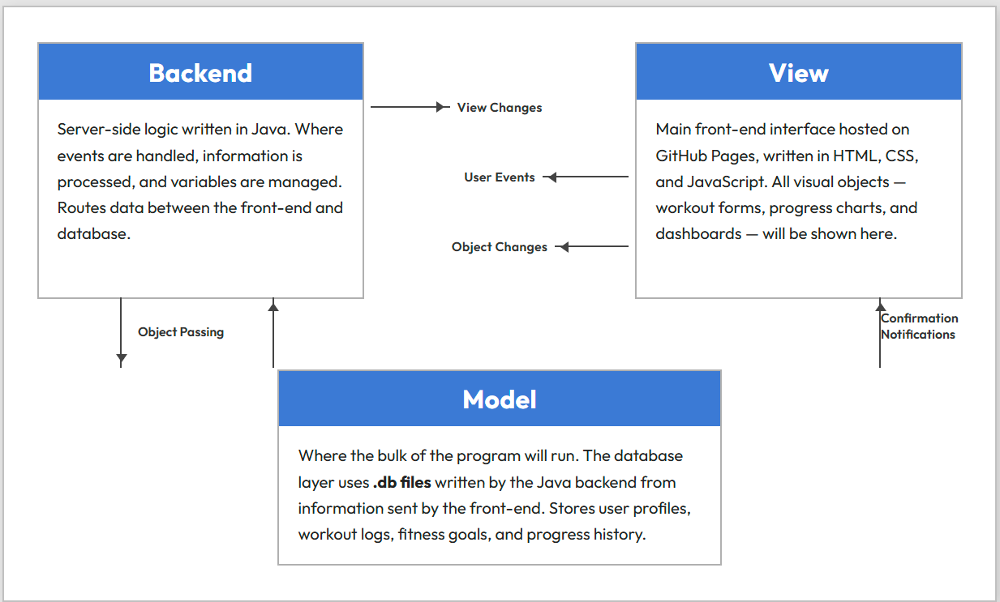 Backend
Server-side logic written in Java. Where
events are handled, information is
processed, and variables are managed.
Routes data between the front-end and
database.
View Changes
User Events
Object Changes
View
Main front-end interface hosted on
GitHub Pages, written in HTML, CSS,
and JavaScript. All visual objects —
workout forms, progress charts, and
dashboards — will be shown here.
Object Passing
Confirmation
Notifications
Model
Where the bulk of the program will run. The database
layer uses .db files written by the Java backend from
information sent by the front-end. Stores user profiles,
workout logs, fitness goals, and progress history.